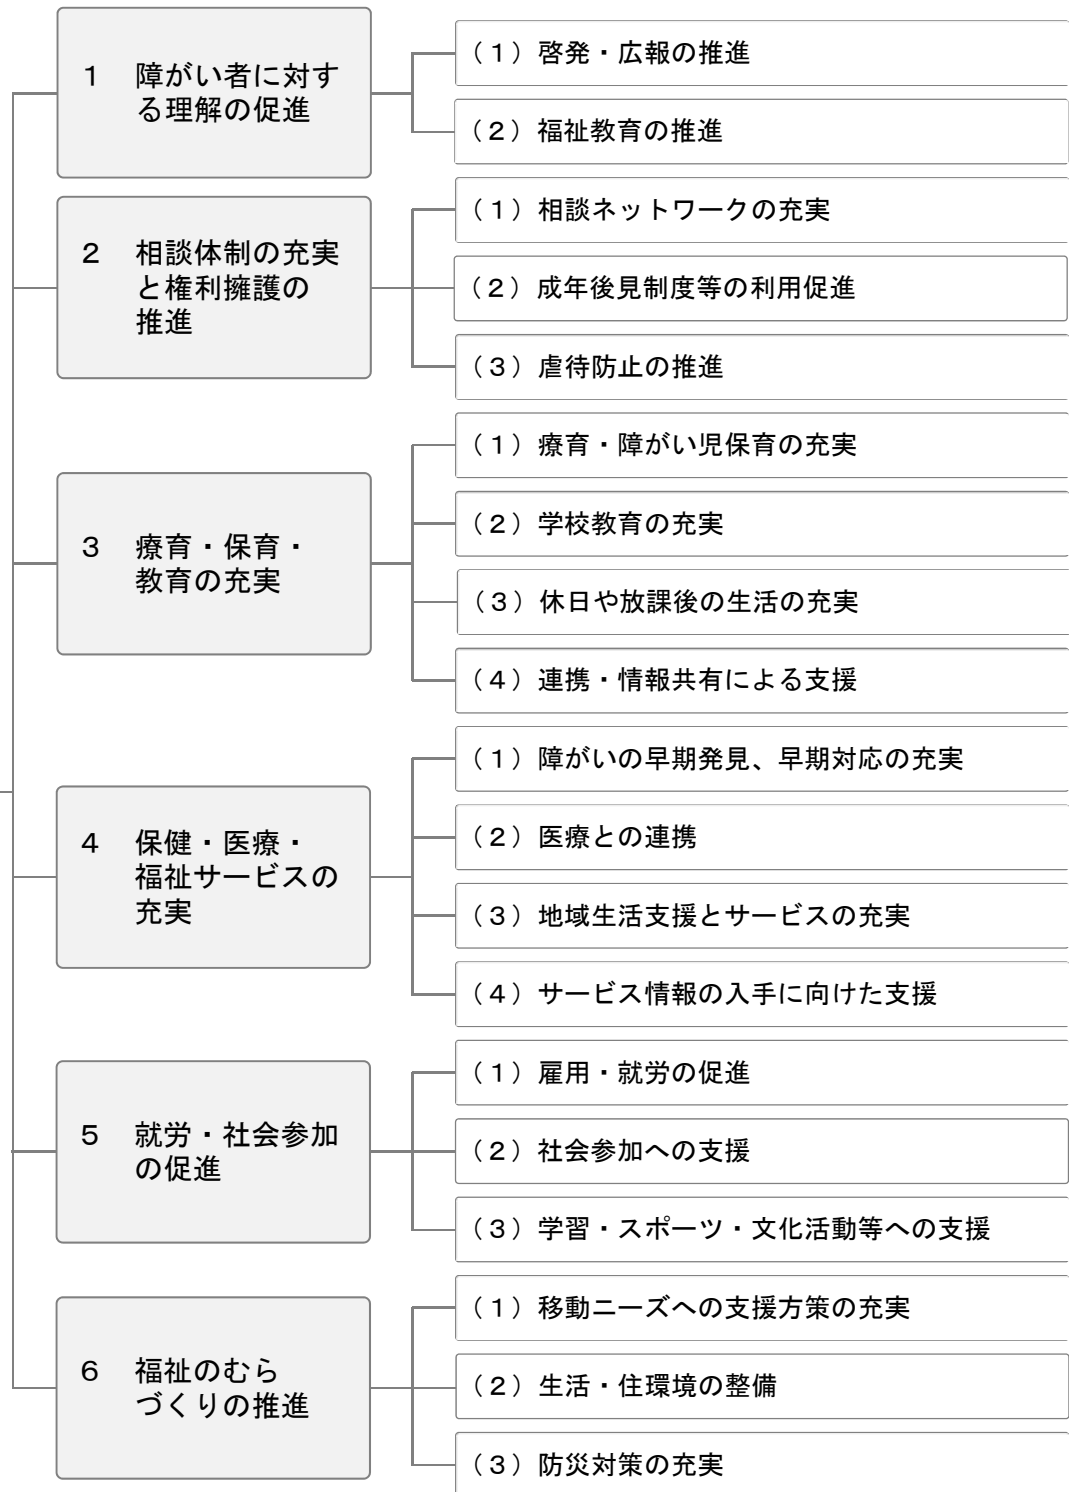 1 障がい者に対す
る理解の促進
（1）啓発・広報の推進
（2）福祉教育の推進
2 相談体制の充実
と権利擁護の
推進
（1）相談ネットワークの充実
（2）成年後見制度等の利用促進
（3）虐待防止の推進
3 療育・保育・
教育の充実
（1）療育・障がい児保育の充実
（2）学校教育の充実
（3）休日や放課後の生活の充実
（4）連携・情報共有による支援
4 保健・医療・
福祉サービスの
充実
（1）障がいの早期発見、早期対応の充実
（2）医療との連携
（3）地域生活支援とサービスの充実
（4）サービス情報の入手に向けた支援
5 就労・社会参加
の促進
（1）雇用・就労の促進
（2）社会参加への支援
（3）学習・スポーツ・文化活動等への支援
6 福祉のむら
づくりの推進
（1）移動ニーズへの支援方策の充実
（2）生活・住環境の整備
（3）防災対策の充実